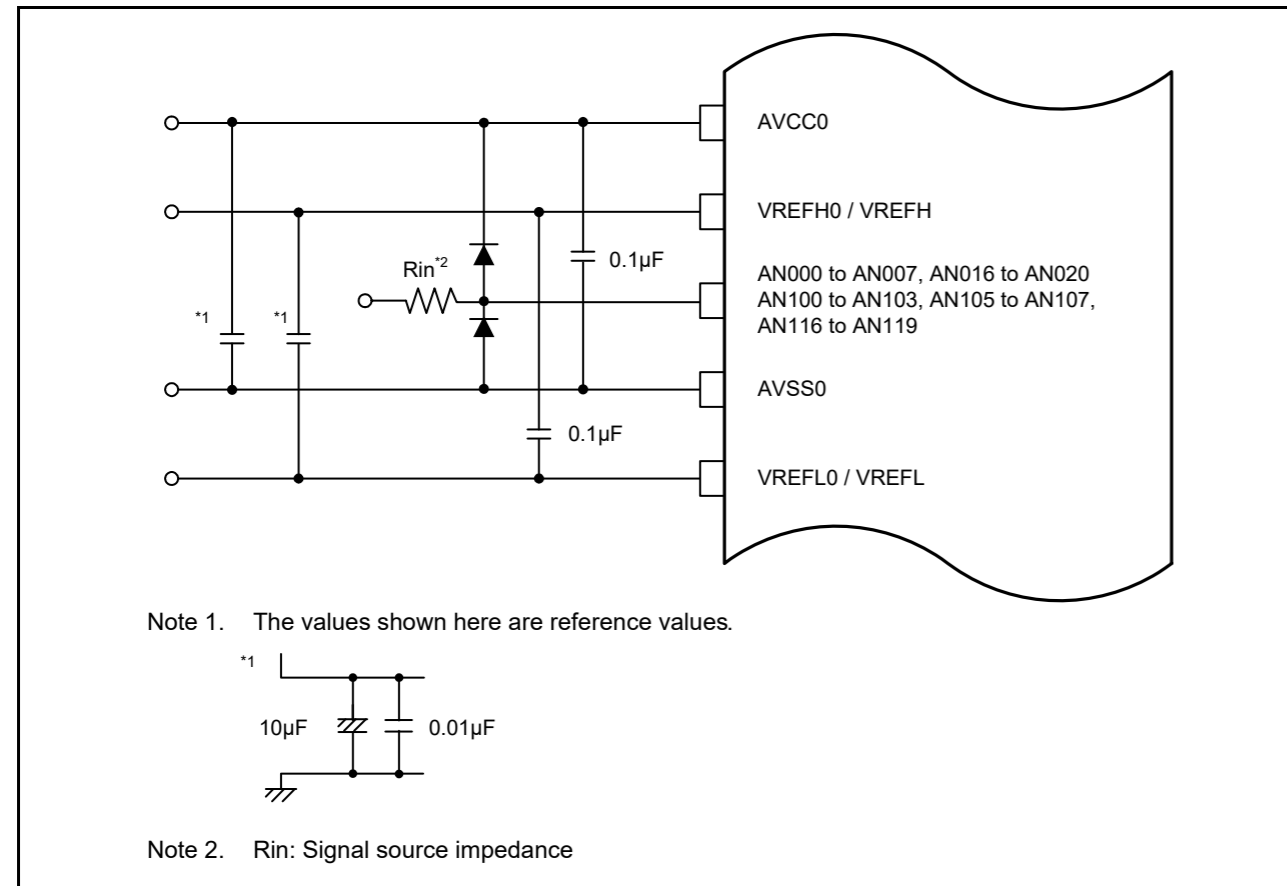 AVCC0
VREFH0 / VREFH
Rin*2
0.1µF
AN000 to AN007, AN016 to AN020
AN100 to AN103, AN105 to AN107,
AN116 to AN119
*1
*1
AVSS0
0.1µF
VREFL0 / VREFL
Note 1. The values shown here are reference values.
*1
10µF
0.01µF
Note 2. Rin: Signal source impedance